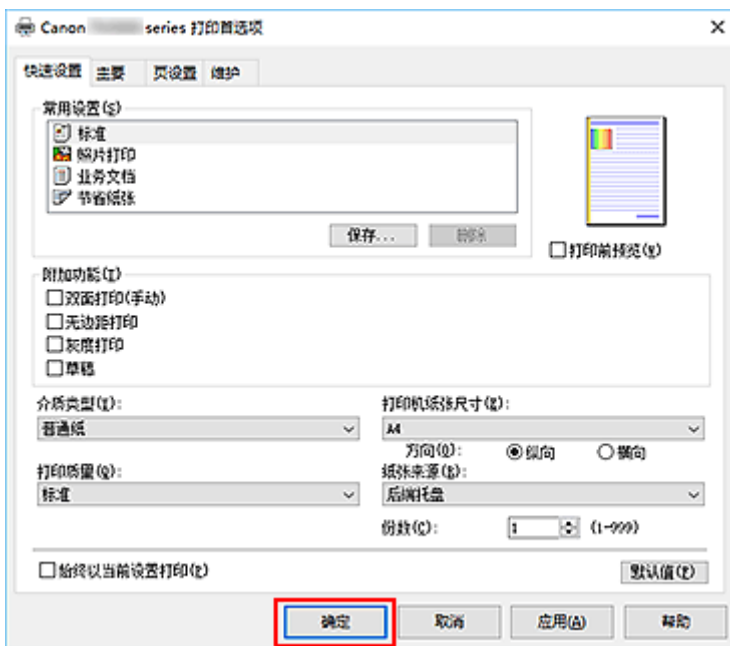 Canon series 打印首选项
快速设置 主要 页设置 维护
常用设置(S)
标准
照片打印
业务文档
节省纸张
保存... 删除
打印前预览(W)
附加功能(T)
双面打印(手动)
无边距打印
灰度打印
草稿
介质类型(Y): 打印机纸张尺寸(Z):
普通纸 A4
方向(O): 纵向 横向
打印质量(Q): 纸张来源(B):
标准 后端托盘
份数(C): 1 (1-999)
始终以当前设置打印(R) 默认值(F)
确定 取消 应用(A) 帮助